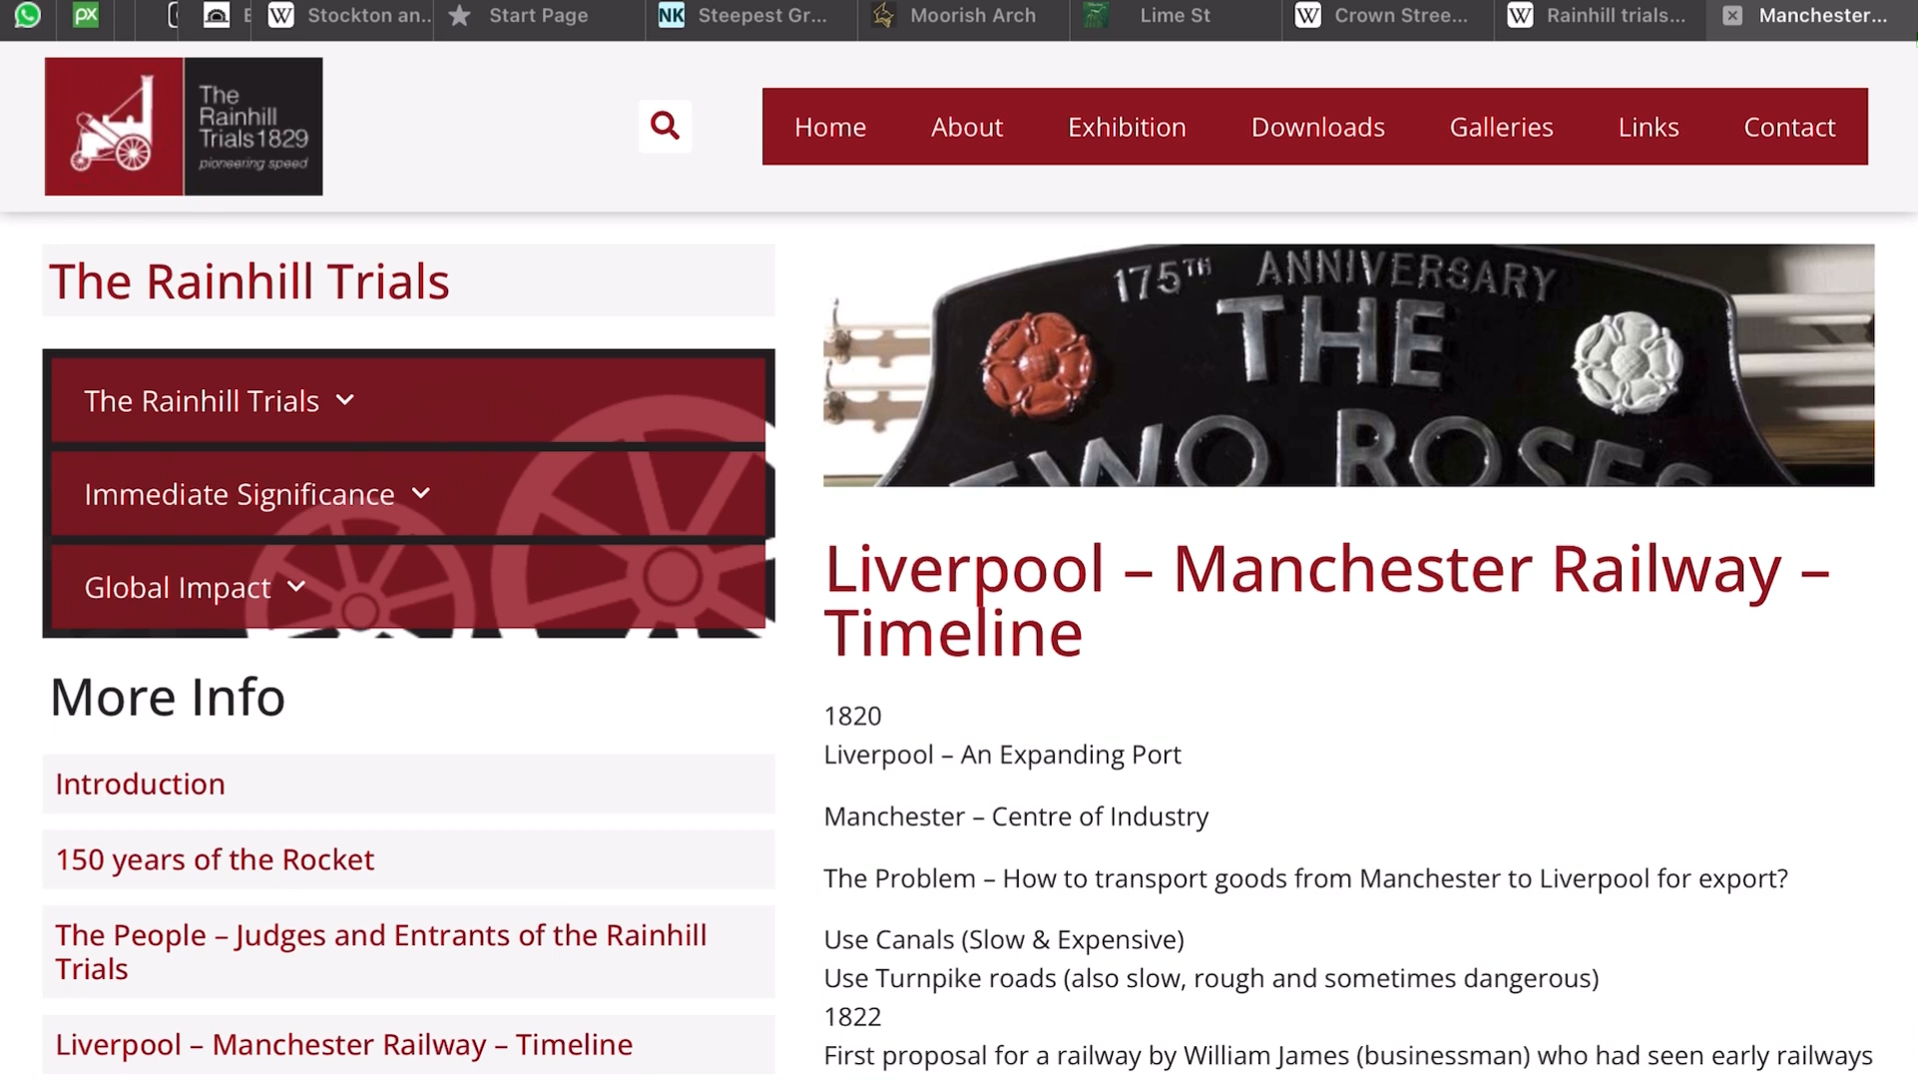 px
Stockton an...
Start Page
NK
Steepest Gr...
Moorish Arch
Lime St
W
Crown Stree...
W
Rainhill trials...
Manchester...
The
Rainhill
Trials1829
pioneering speed
Home
About
Exhibition
Downloads
Galleries
Links
Contact
The Rainhill Trials
The Rainhill Trials
Immediate Significance
Global Impact
More Info
Introduction
150 years of the Rocket
The People – Judges and Entrants of the Rainhill
Trials
Liverpool – Manchester Railway – Timeline
175TH ANNIVERSARY
THE
TWO ROSES
Liverpool – Manchester Railway –
Timeline
1820
Liverpool – An Expanding Port
Manchester – Centre of Industry
The Problem – How to transport goods from Manchester to Liverpool for export?
Use Canals (Slow & Expensive)
Use Turnpike roads (also slow, rough and sometimes dangerous)
1822
First proposal for a railway by William James (businessman) who had seen early railways